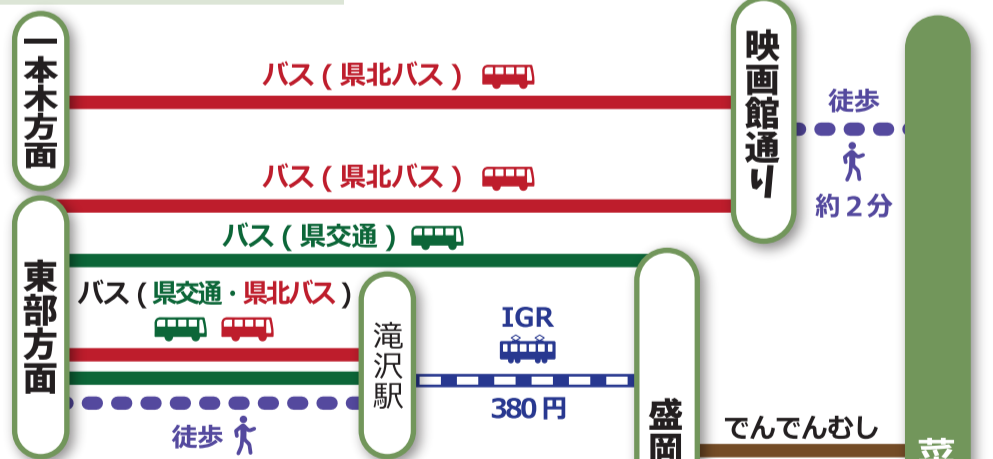 一本木方面
バス ( 県北バス )
映画館通り
徒歩
約２分
バス ( 県北バス )
バス ( 県交通 )
東部方面
バス ( 県交通・県北バス )
滝沢駅
IGR
380 円
徒歩
盛岡
でんでんむし
菜